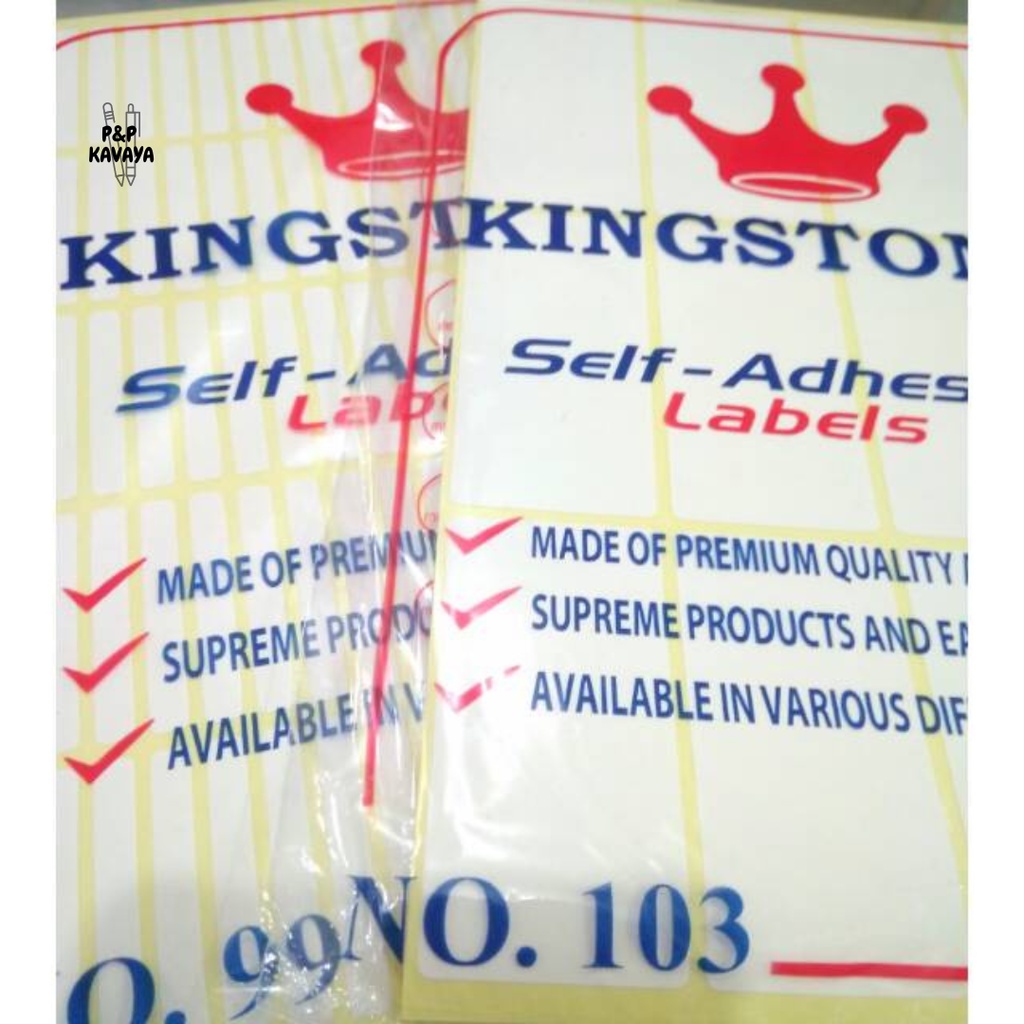 P&P
KAVAYA
KINGST
Self-Ad
Lab
MADE OF PREMIU
SUPREME PRODU
AVAILABLE IN V
O. 99
KINGSTON
Self-Adhes
Labels
MADE OF PREMIUM QUALITY
SUPREME PRODUCTS AND EA
AVAILABLE IN VARIOUS DIF
NO. 103